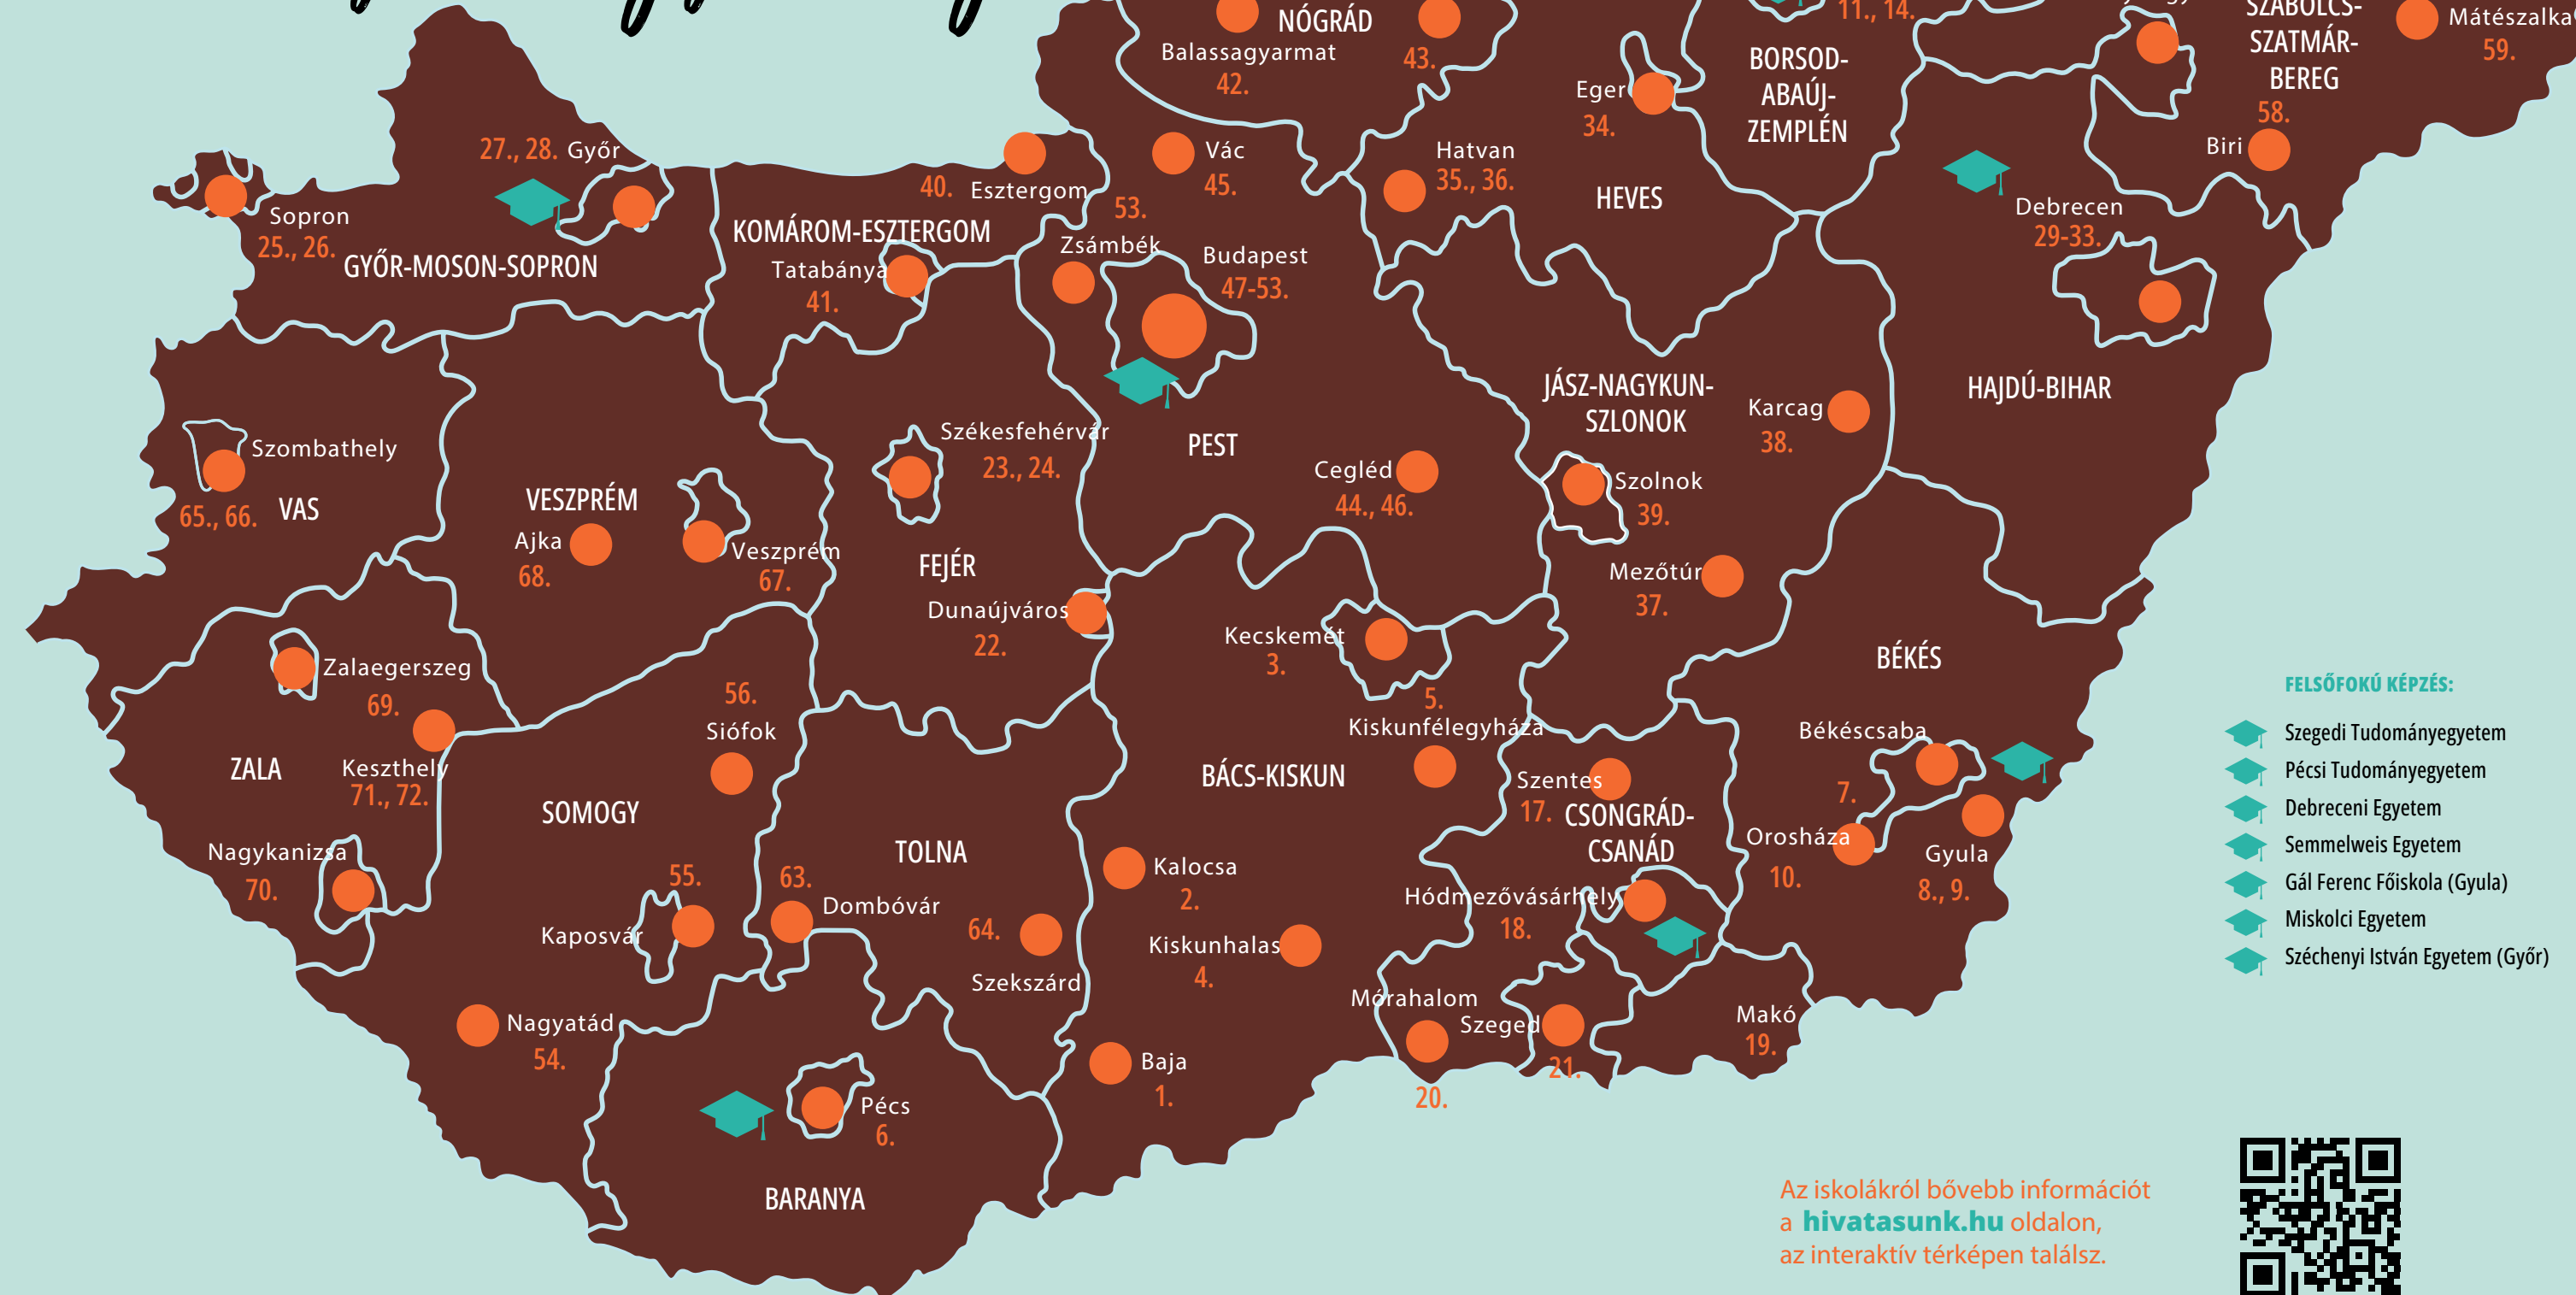 NÓGRÁD
Balassagyarmat
42.
43.
11., 14.
BORSOD-
ABAÚJ-
ZEMPLÉN
SZABOLCS-
SZATMÁR-
BEREG
58.
Mátészalka
59.
Biri
Eger
34.
HEVES
Hatvan
35., 36.
Vác
45.
40. Esztergom
53.
Zsámbék
Budapest
47-53.
27., 28. Győr
Sopron
25., 26.
GYŐR-MOSON-SOPRON
KOMÁROM-ESZTERGOM
Tatabánya
41.
Debrecen
29-33.
HAJDÚ-BIHAR
JÁSZ-NAGYKUN-
SZLONOK
Karcag
38.
Szolnok
39.
Mezőtúr
37.
PEST
Cegléd
44., 46.
Székesfehérvár
23., 24.
FEJÉR
Dunaújváros
22.
Szombathely
65., 66.
VAS
VESZPRÉM
Ajka
68.
Veszprém
67.
Zalaegerszeg
69.
ZALA
Keszthely
71., 72.
Nagykanizsa
70.
56.
Siófok
SOMOGY
55.
Kaposvár
Nagyatád
54.
63.
Dombóvár
TOLNA
64.
Szekszárd
Pécs
6.
BARANYA
Kecskemét
3.
5.
Kiskunfélegyháza
BÁCS-KISKUN
Kalocsa
2.
Kiskunhalas
4.
Baja
1.
Szentes
17.
CSONGRÁD-
CSANÁD
Hódmezővásárhely
18.
Mórahalom
20.
Szeged
21.
Makó
19.
BÉKÉS
Békéscsaba
7.
Orosháza
10.
Gyula
8., 9.
FELSŐFOKÚ KÉPZÉS:
Szegedi Tudományegyetem
Pécsi Tudományegyetem
Debreceni Egyetem
Semmelweis Egyetem
Gál Ferenc Főiskola (Gyula)
Miskolci Egyetem
Széchenyi István Egyetem (Győr)
Az iskolákról bővebb információt
a hivatasunk.hu oldalon,
az interaktív térképen találsz.